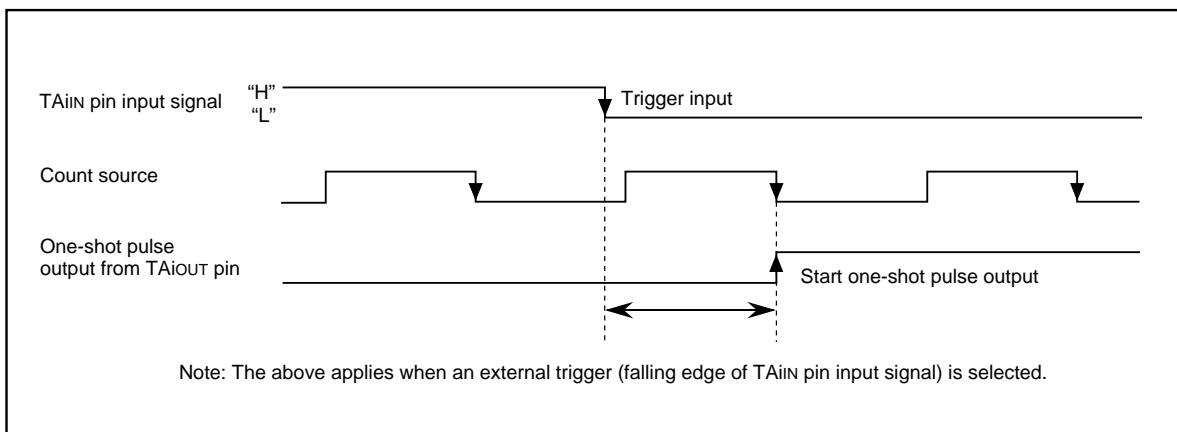 TAiIN pin input signal
“H”
“L”
Trigger input
Count source
One-shot pulse
output from TAiOUT pin
Start one-shot pulse output
Note: The above applies when an external trigger (falling edge of TAiIN pin input signal) is selected.